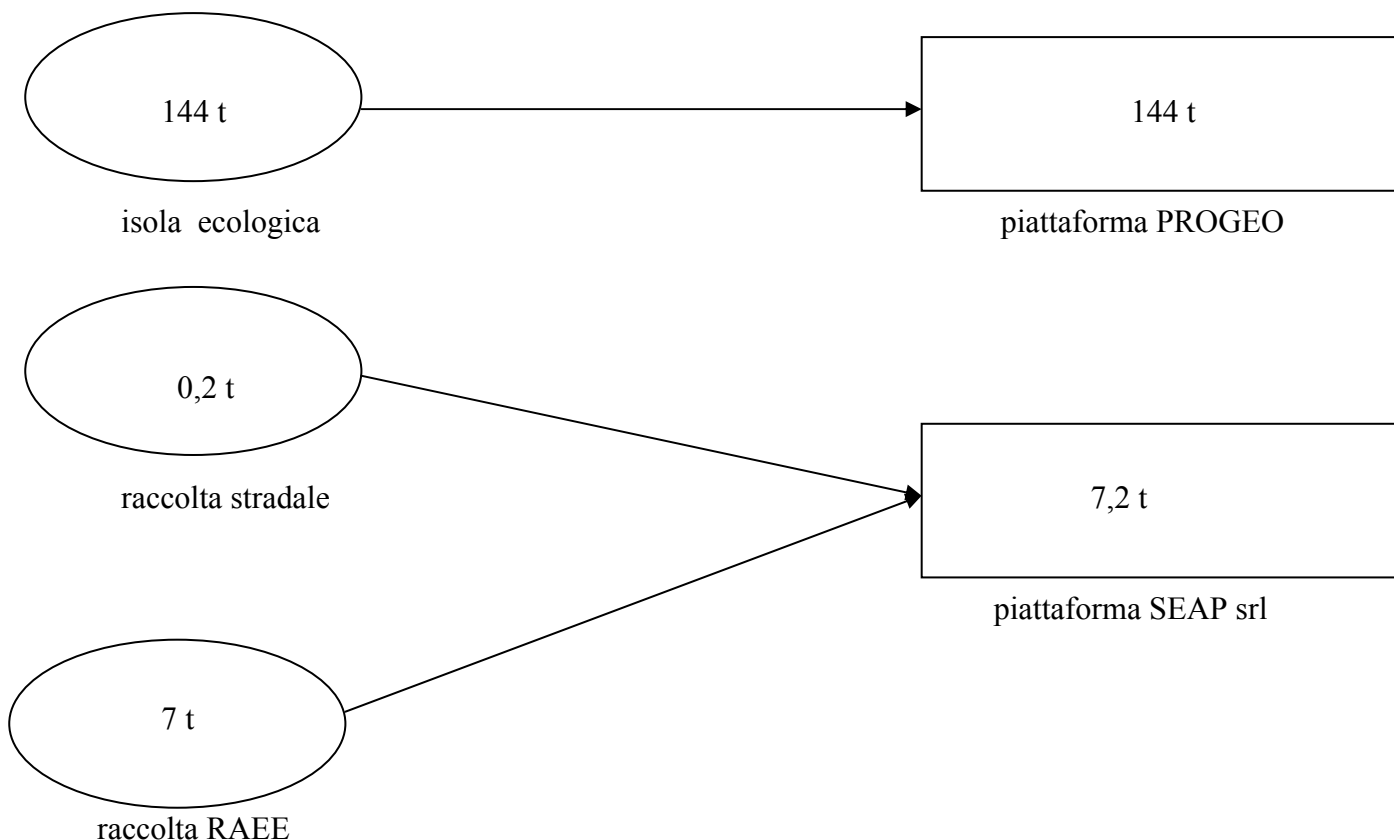 144 t
144 t
isola ecologica
piattaforma PROGEO
0,2 t
raccolta stradale
7,2 t
piattaforma SEAP srl
7 t
raccolta RAEE